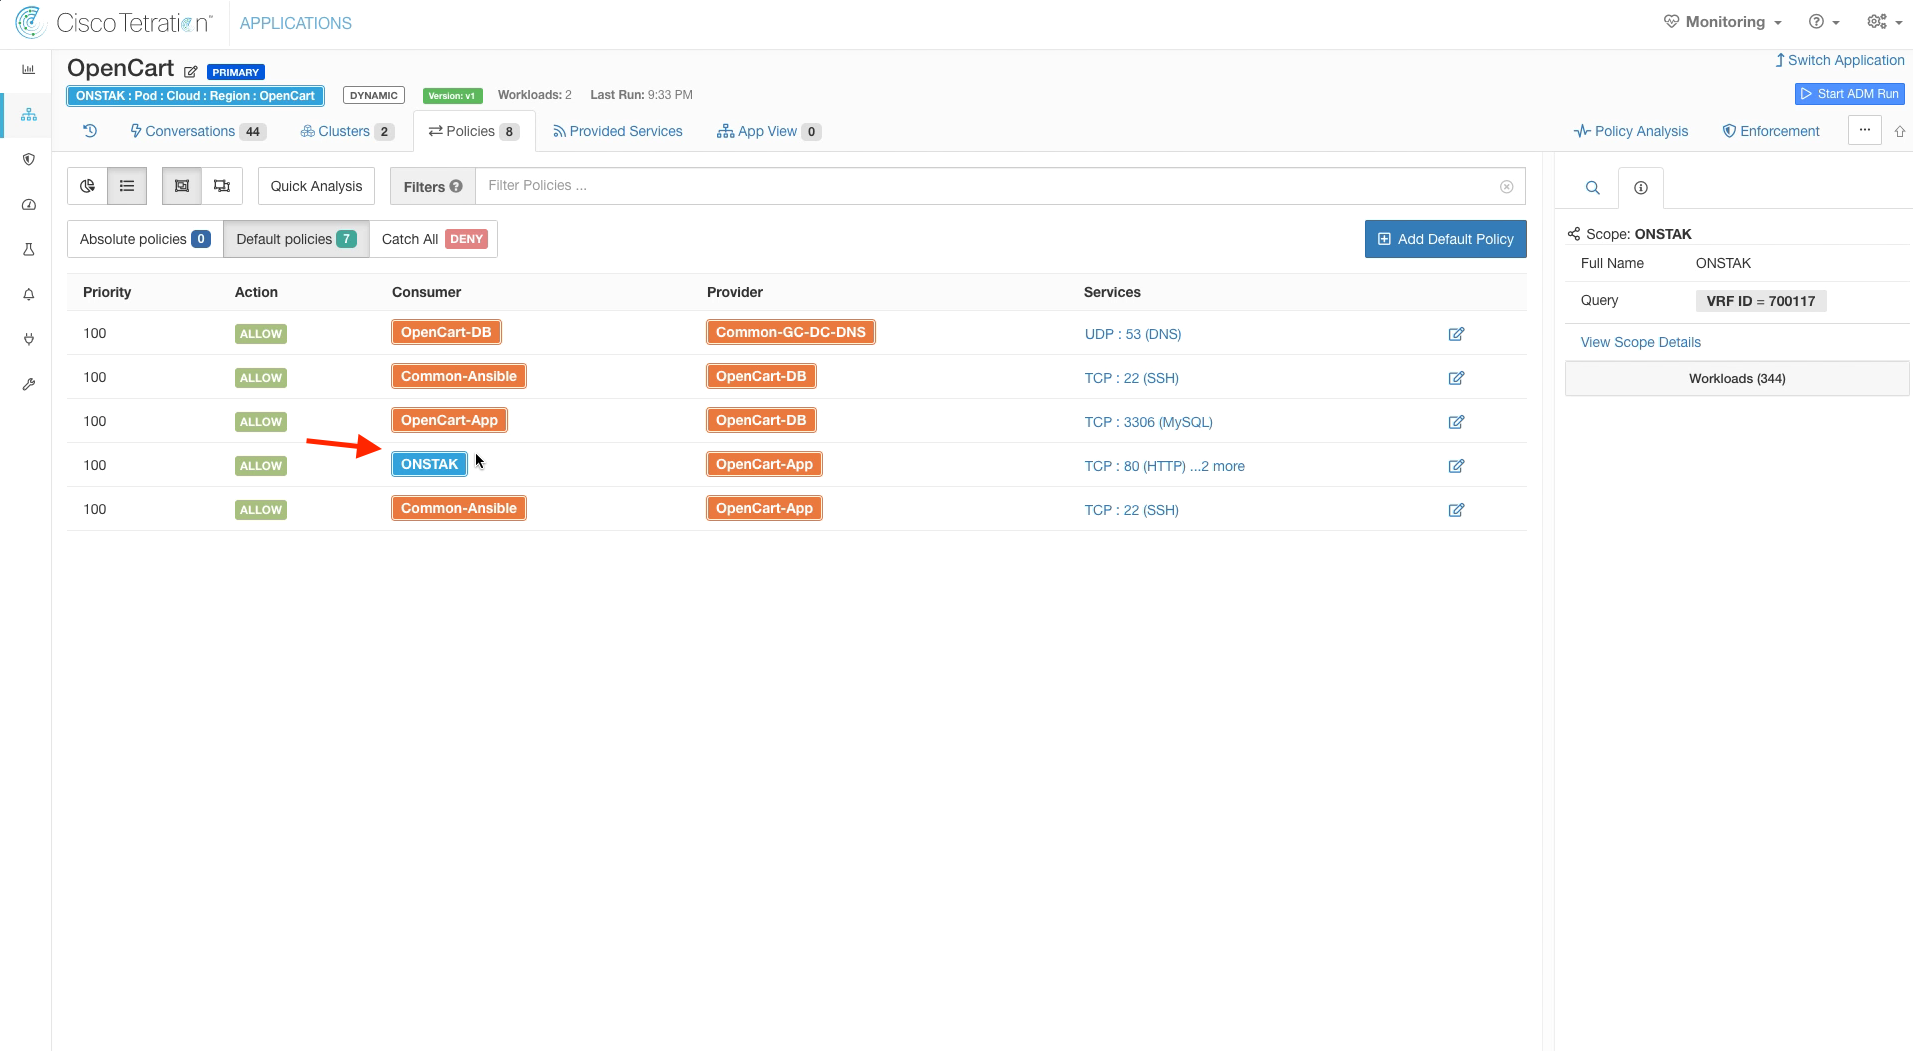 Cisco Tetration™ APPLICATIONS Monitoring
OpenCart PRIMARY Switch Application
ONSTAK : Pod : Cloud : Region : OpenCart DYNAMIC Version: v1 Workloads: 2 Last Run: 9:33 PM Start ADM Run
Conversations 44 Clusters 2 Policies 8 Provided Services App View 0 Policy Analysis Enforcement ...
Quick Analysis Filters Filter Policies ...
Absolute policies 0 Default policies 7 Catch All DENY Add Default Policy
Priority Action Consumer Provider Services
100 ALLOW OpenCart-DB Common-GC-DC-DNS UDP : 53 (DNS)
100 ALLOW Common-Ansible OpenCart-DB TCP : 22 (SSH)
100 ALLOW OpenCart-App OpenCart-DB TCP : 3306 (MySQL)
100 ALLOW ONSTAK OpenCart-App TCP : 80 (HTTP) ...2 more
100 ALLOW Common-Ansible OpenCart-App TCP : 22 (SSH)
Scope: ONSTAK
Full Name ONSTAK
Query VRF ID = 700117
View Scope Details
Workloads (344)